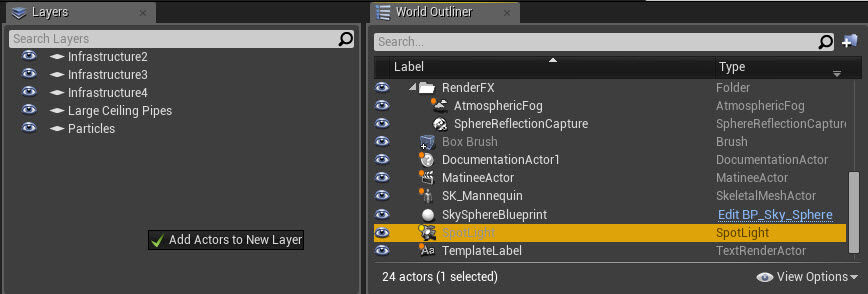 Layers
Search Layers
Infrastructure2
Infrastructure3
Infrastructure4
Large Ceiling Pipes
Particles
Add Actors to New Layer
World Outliner
Search...
Label Type
RenderFX Folder
AtmosphericFog AtmosphericFog
SphereReflectionCapture SphereReflectionCapture
Box Brush Brush
DocumentationActor1 DocumentationActor
MatineeActor MatineeActor
SK_Mannequin SkeletalMeshActor
SkySphereBlueprint Edit BP_Sky_Sphere
SpotLight SpotLight
Aa TemplateLabel TextRenderActor
24 actors (1 selected) View Options